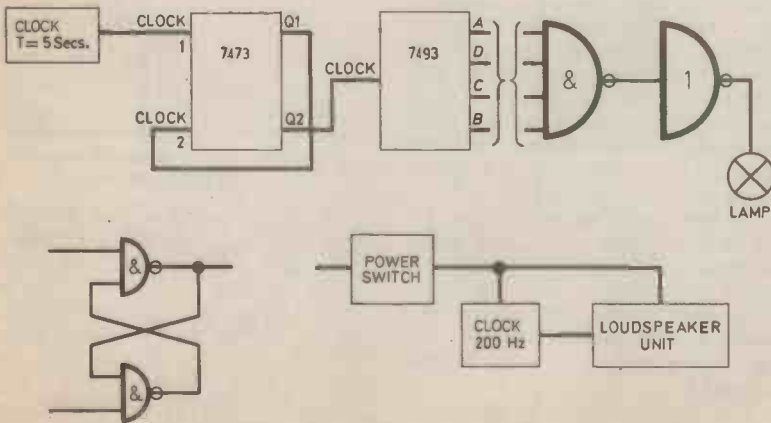 CLOCK
T = 5 Secs.
CLOCK
1
7473
Q1
CLOCK
2
Q2
CLOCK
7493
A
D
C
B
&
1
LAMP
&
&
POWER
SWITCH
CLOCK
200 Hz
LOUDSPEAKER
UNIT